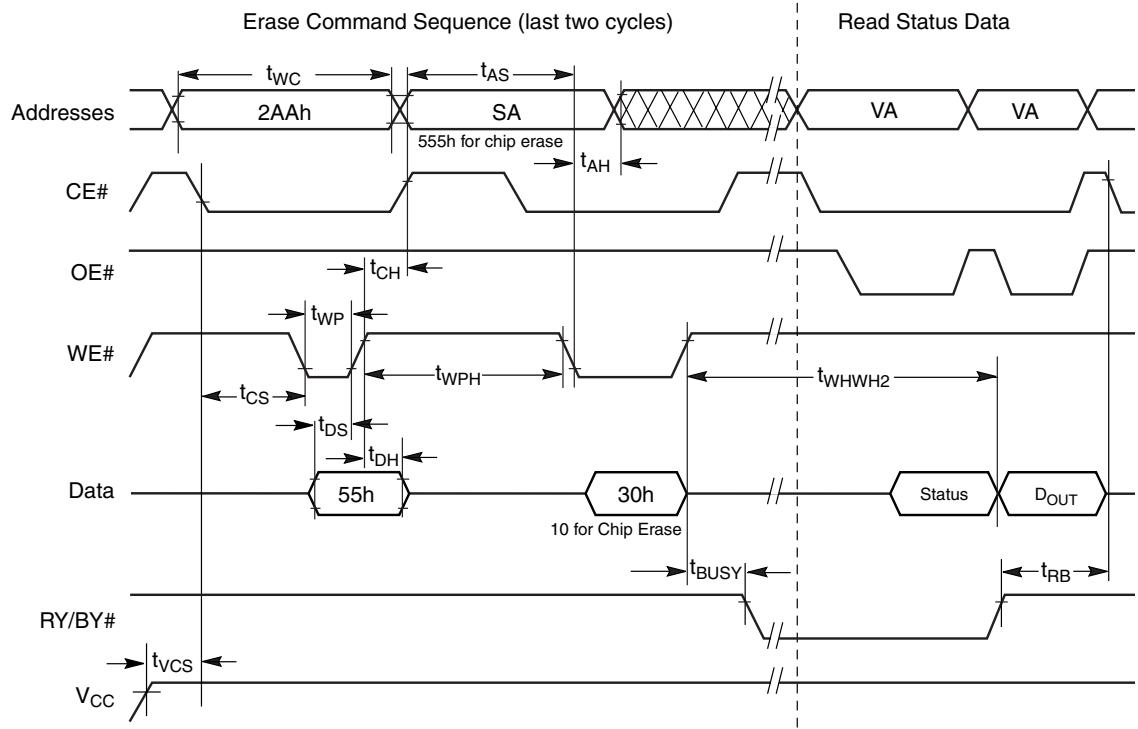 Erase Command Sequence (last two cycles)
Read Status Data
tWC
tAS
Addresses
2AAh
SA
VA
VA
555h for chip erase
tAH
CE#
OE#
tCH
tWP
WE#
tWPH
tWHWH2
tCS
tDS
tDH
Data
55h
30h
Status
DOUT
10 for Chip Erase
tBUSY
tRB
RY/BY#
tVCS
VCC